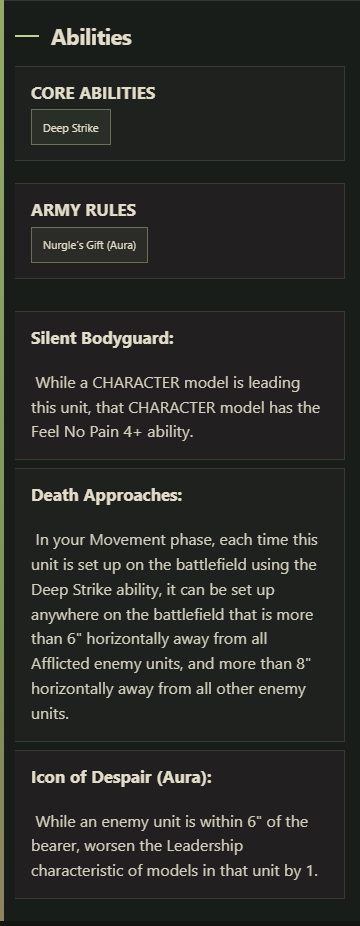 Abilities
CORE ABILITIES
Deep Strike
ARMY RULES
Nurgle's Gift (Aura)
Silent Bodyguard:
While a CHARACTER model is leading
this unit, that CHARACTER model has the
Feel No Pain 4+ ability.
Death Approaches:
In your Movement phase, each time this
unit is set up on the battlefield using the
Deep Strike ability, it can be set up
anywhere on the battlefield that is more
than 6" horizontally away from all
Afflicted enemy units, and more than 8"
horizontally away from all other enemy
units.
Icon of Despair (Aura):
While an enemy unit is within 6" of the
bearer, worsen the Leadership
characteristic of models in that unit by 1.